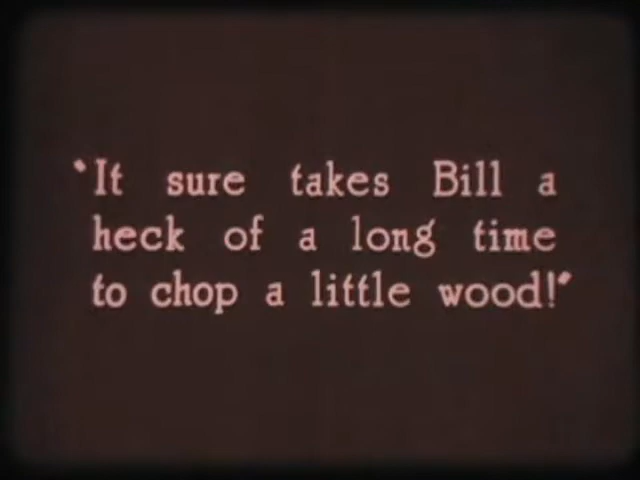 "It sure takes Bill a
heck of a long time
to chop a little wood!"